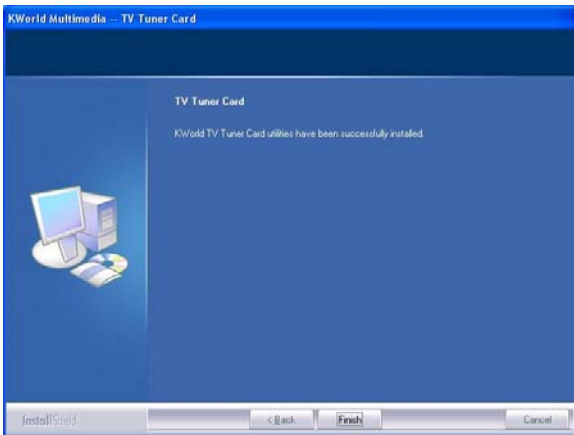 KWorld Multimedia -- TV Tuner Card
TV Tuner Card
KWorld TV Tuner Card utilities have been successfully installed.
InstallShield
< Back
Finish
Cancel